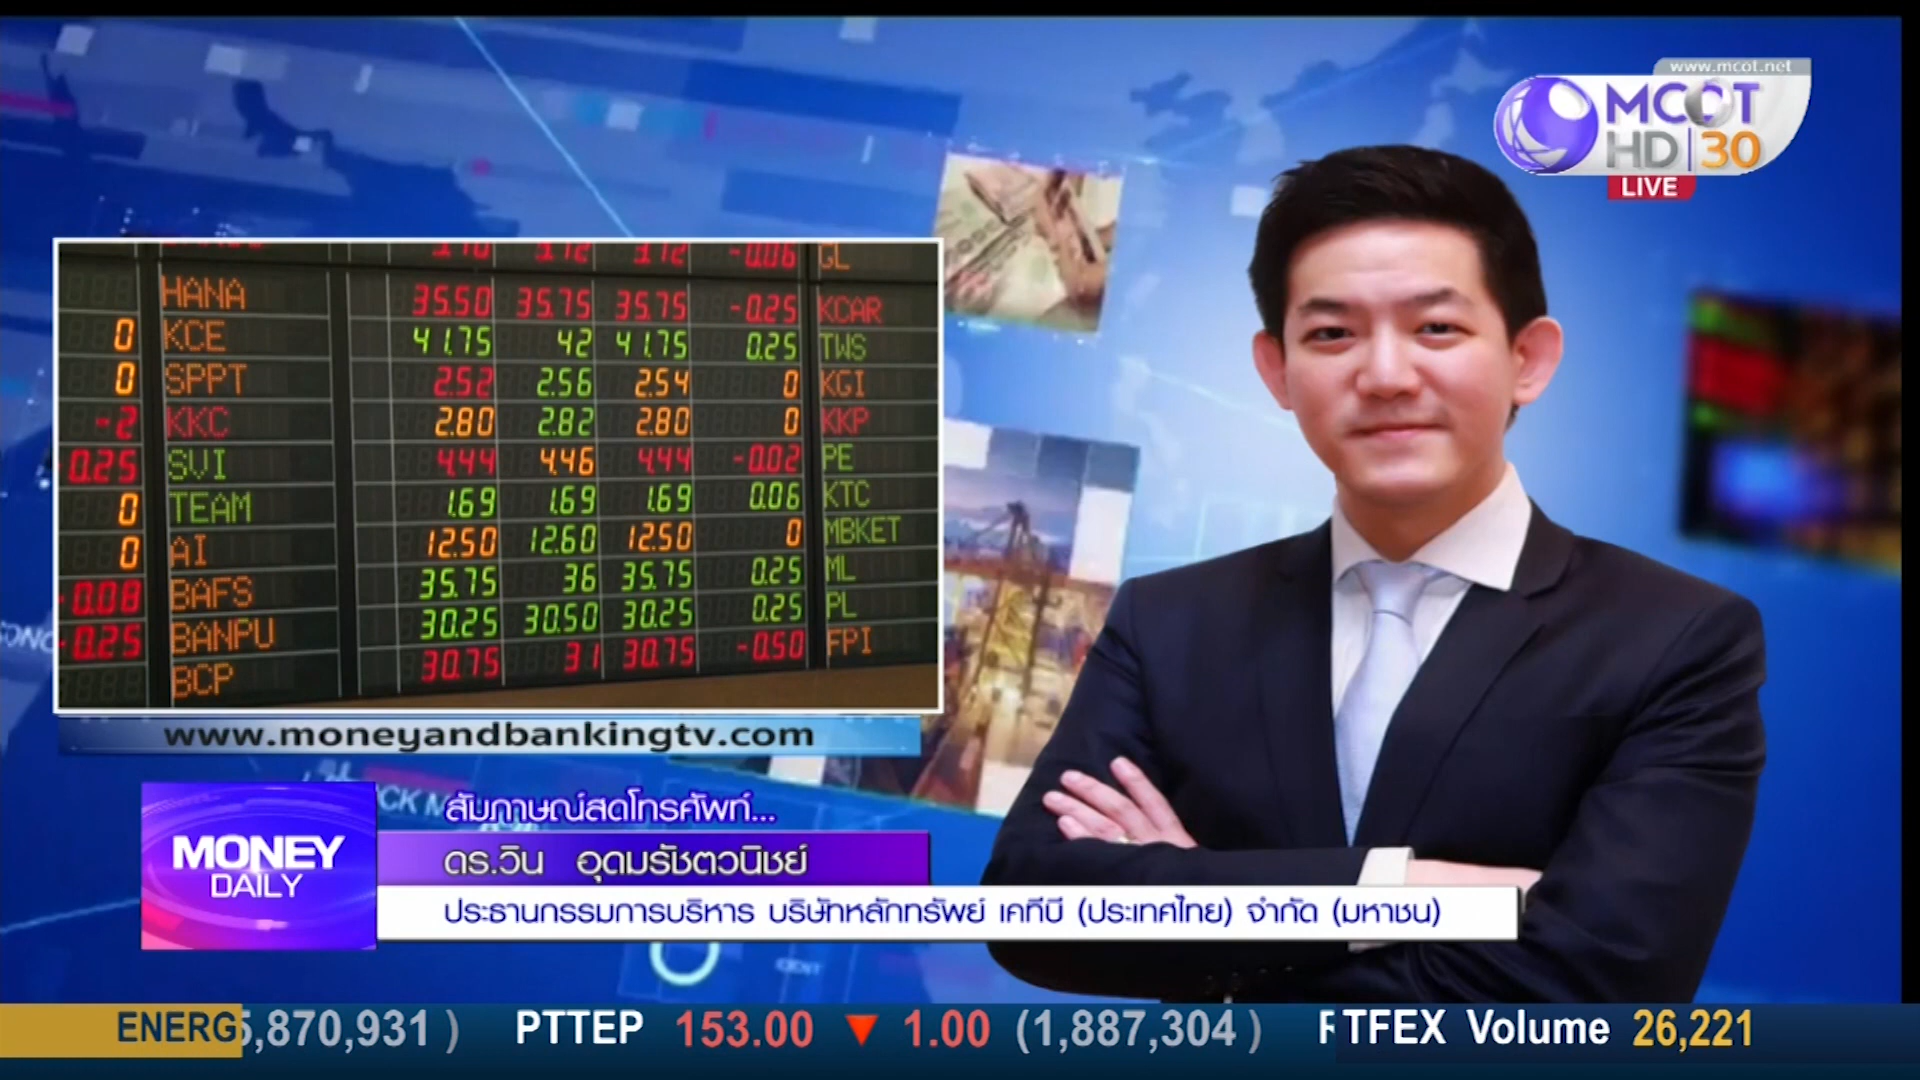 www.mcot.net
MCOT
HD 30
LIVE
3.12 -0.06 GL
HANA 35.50 35.75 35.75 -0.25 KCAR
0 KCE 41.75 42 41.75 0.25 TWS
0 SPPT 2.52 2.56 2.54 0 KGI
-2 KKC 2.80 2.82 2.80 0 KKP
-0.25 SVI 4.44 4.46 4.44 -0.02 PE
0 TEAM 1.69 1.69 1.69 0.06 KTC
0 AI 12.50 12.60 12.50 0 MBKET
-0.08 BAFS 35.75 36 35.75 0.25 ML
-0.25 BANPU 30.25 30.50 30.25 0.25 PL
BCP 30.75 31 30.75 -0.50 FPI
www.moneyandbankingtv.com
สัมภาษณ์สดโทรศัพท์...
MONEY
DAILY
ดร.วิน อุดมรัชตวนิชย์
ประธานกรรมการบริหาร บริษัทหลักทรัพย์ เคทีบี (ประเทศไทย) จำกัด (มหาชน)
ENERG 5,870,931 ) PTTEP 153.00 ▼ 1.00 (1,887,304 ) TFEX Volume 26,221